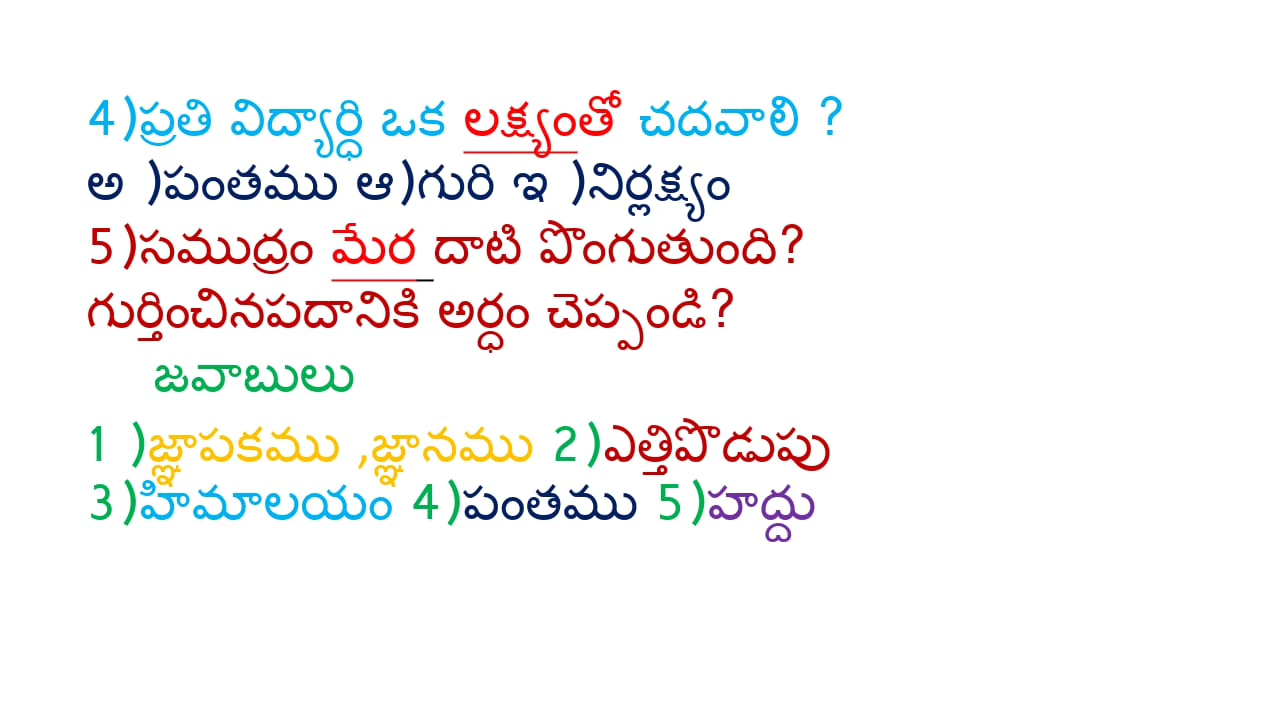 4)ప్రతి విద్యార్ధి ఒక లక్ష్యంతో చదవాలి ?
అ )పంతము ఆ)గురి ఇ )నిర్లక్ష్యం
5)సముద్రం మేర దాటి పొంగుతుంది?
గుర్తించినపదానికి అర్ధం చెప్పండి?
జవాబులు
1 )జ్ఞాపకము ,జ్ఞానము 2)ఎత్తిపొడుపు
3)హిమాలయం 4)పంతము 5)హద్దు